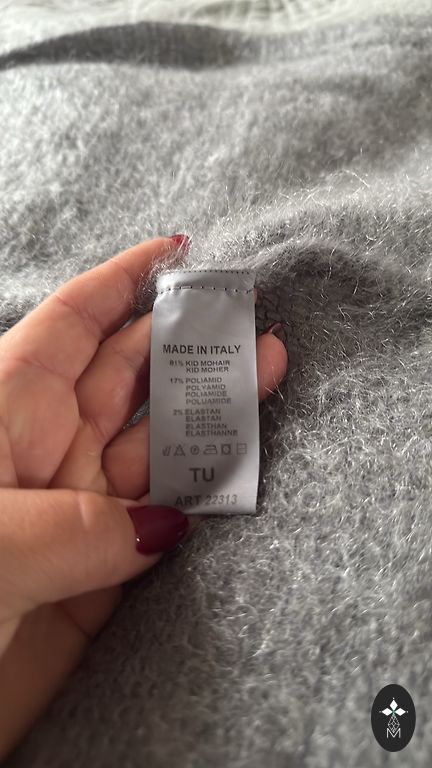 MADE IN ITALY
81% KID MOHAIR
KID MOHER
17% POLIAMID
POLYAMID
POLIAMIDE
POLUAMIDE
2% ELASTAN
ELASTAN
ELASTHAN
ELASTHANNE
TU
ART 22313
M